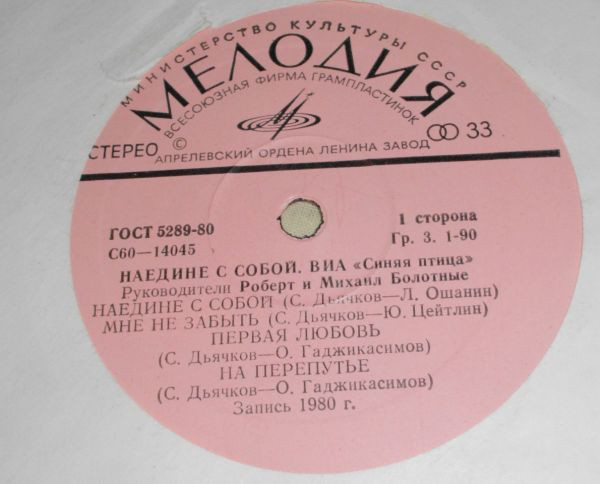 МИНИСТЕРСТВО КУЛЬТУРЫ СССР
МЕЛОДИЯ
ВСЕСОЮЗНАЯ ФИРМА ГРАМПЛАСТИНОК
©
СТЕРЕО
33
АПРЕЛЕВСКИЙ ОРДЕНА ЛЕНИНА ЗАВОД
ГОСТ 5289-80
С60—14045
1 сторона
Гр. 3. 1-90
НАЕДИНЕ С СОБОЙ. ВИА «Синяя птица»
Руководители Роберт и Михаил Болотные
НАЕДИНЕ С СОБОЙ (С. Дьячков—Л. Ошанин)
МНЕ НЕ ЗАБЫТЬ (С. Дьячков—Ю. Цейтлин)
ПЕРВАЯ ЛЮБОВЬ
(С. Дьячков—О. Гаджикасимов)
НА ПЕРЕПУТЬЕ
(С. Дьячков—О. Гаджикасимов)
Запись 1980 г.